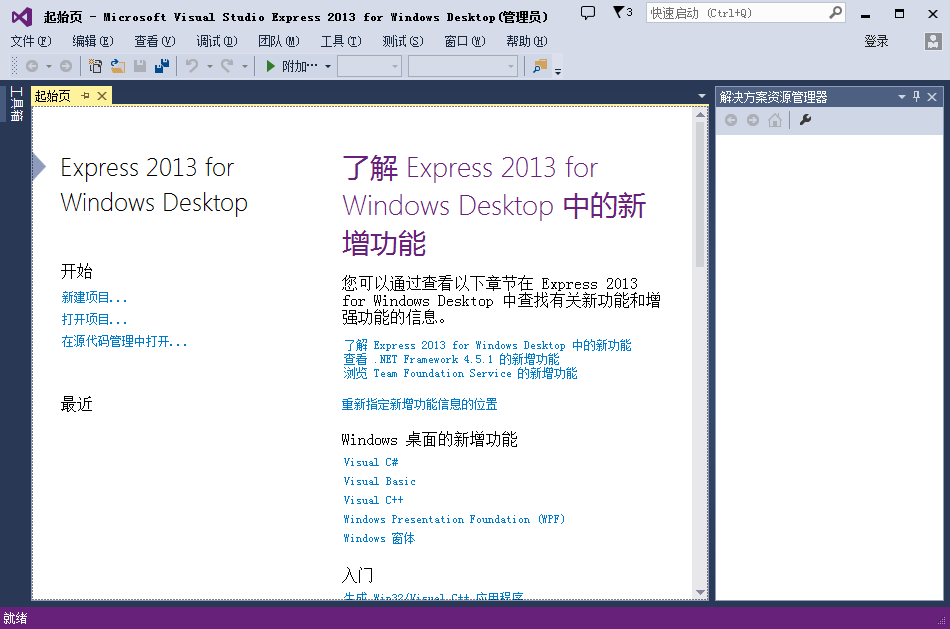 起始页 - Microsoft Visual Studio Express 2013 for Windows Desktop(管理员)
3
快速启动 (Ctrl+Q)
文件(F) 编辑(E) 查看(V) 调试(D) 团队(M) 工具(T) 测试(S) 窗口(W) 帮助(H)
登录
附加…
工具箱
起始页
解决方案资源管理器
Express 2013 for
Windows Desktop
开始
新建项目...
打开项目...
在源代码管理中打开...
最近
了解 Express 2013 for
Windows Desktop 中的新
增功能
您可以通过查看以下章节在 Express 2013
for Windows Desktop 中查找有关新功能和增
强功能的信息。
了解 Express 2013 for Windows Desktop 中的新功能
查看 .NET Framework 4.5.1 的新增功能
浏览 Team Foundation Service 的新增功能
重新指定新增功能信息的位置
Windows 桌面的新增功能
Visual C#
Visual Basic
Visual C++
Windows Presentation Foundation (WPF)
Windows 窗体
入门
生成 Win32/Visual C++ 应用程序
就绪